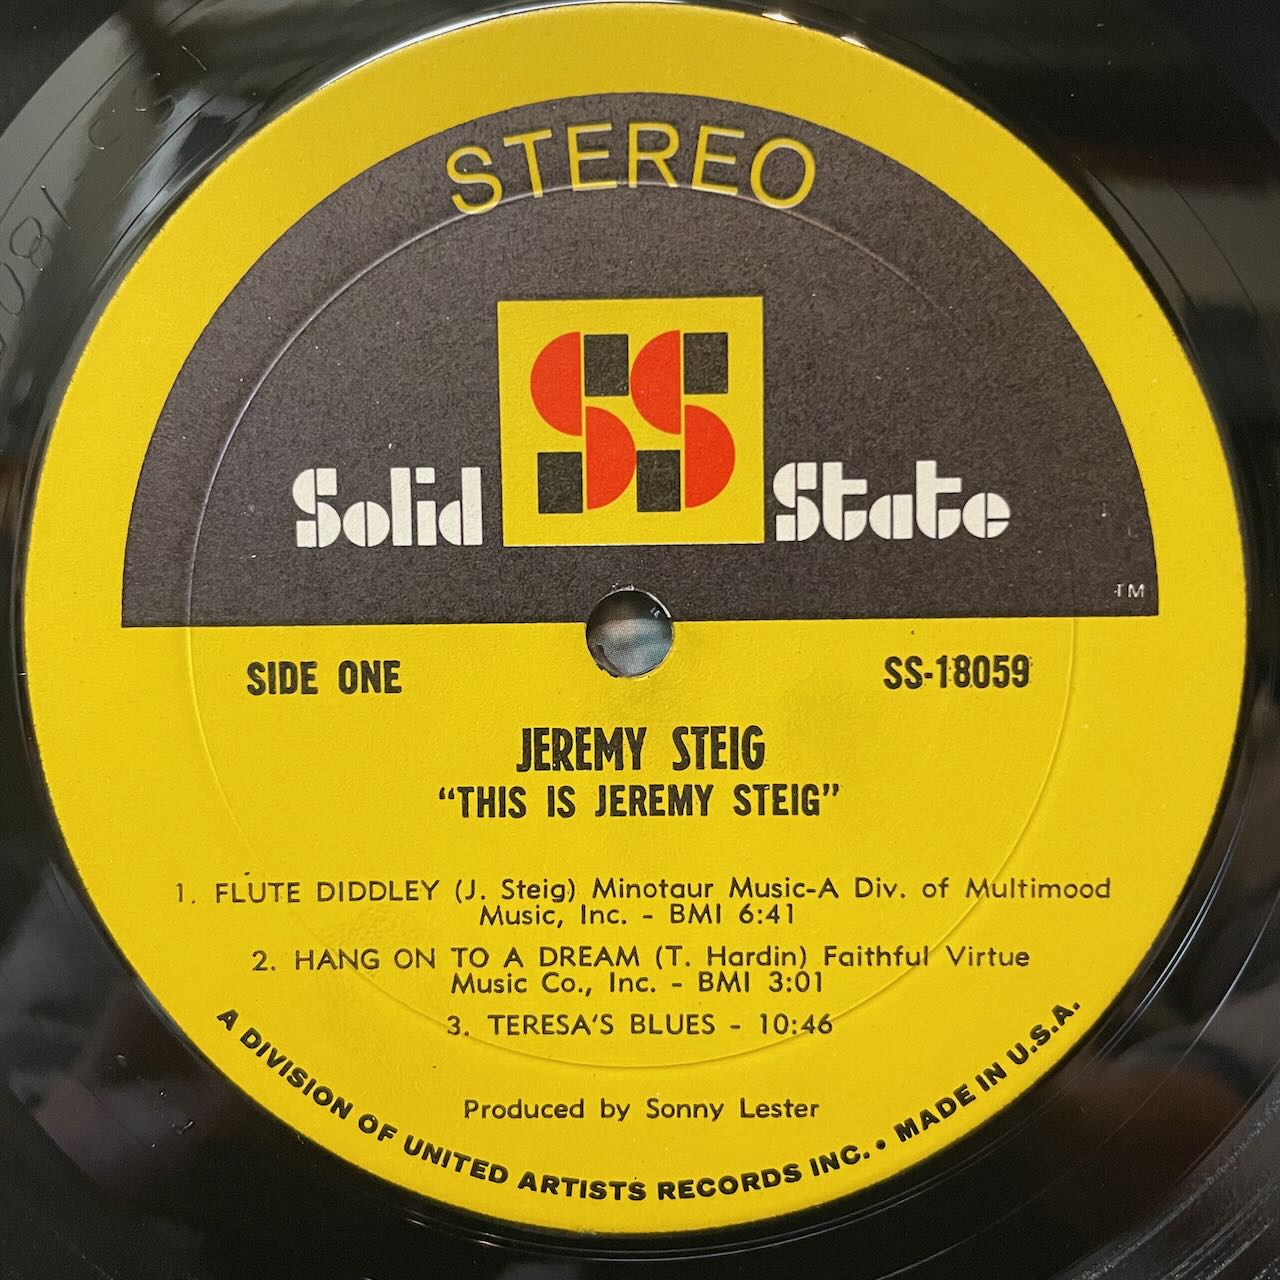 STEREO
SS
Solid State
TM
SIDE ONE SS-18059
JEREMY STEIG
“THIS IS JEREMY STEIG”
1. FLUTE DIDDLEY (J. Steig) Minotaur Music-A Div. of Multimood
Music, Inc. - BMI 6:41
2. HANG ON TO A DREAM (T. Hardin) Faithful Virtue
Music Co., Inc. - BMI 3:01
3. TERESA'S BLUES - 10:46
Produced by Sonny Lester
A DIVISION OF UNITED ARTISTS RECORDS INC. • MADE IN U.S.A.